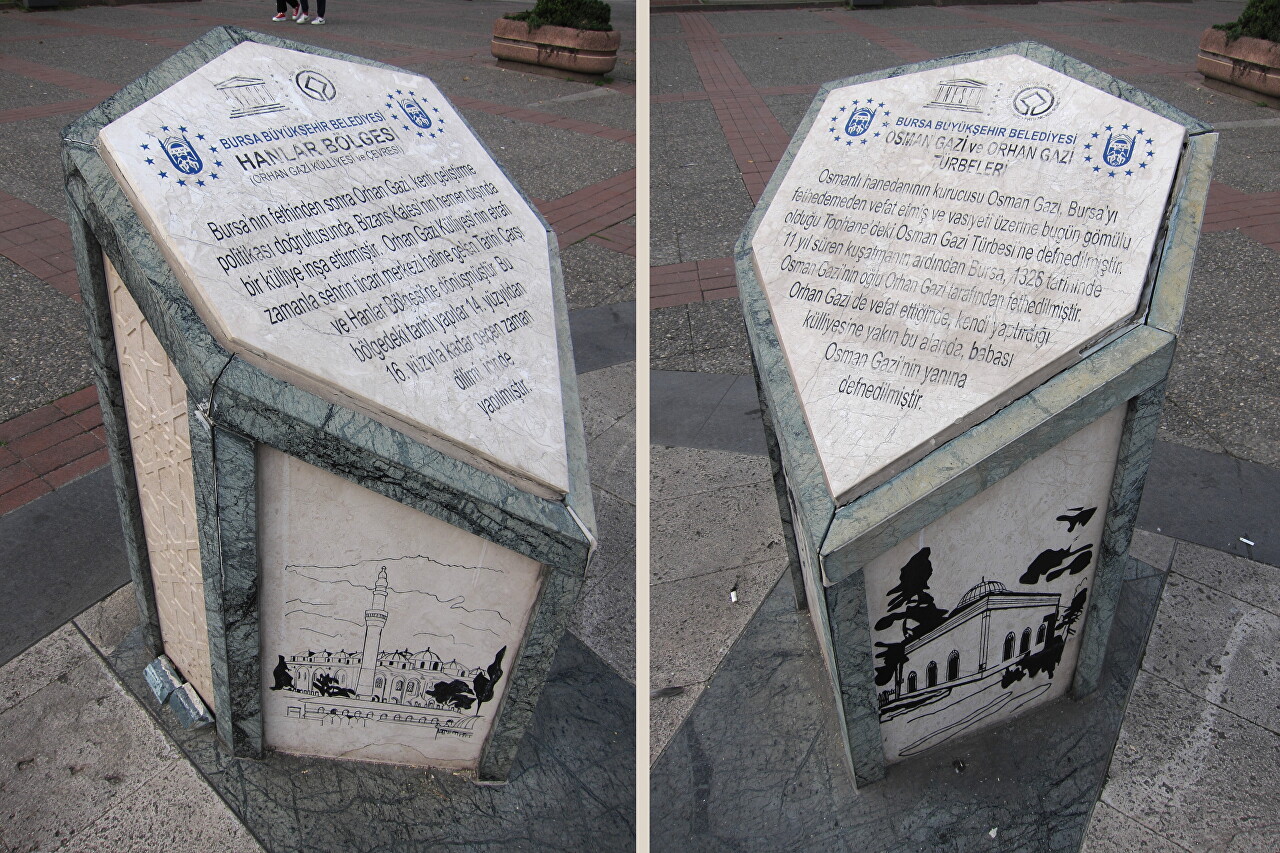 BURSA BÜYÜKŞEHİR BELEDİYESİ
HANLAR BÖLGESİ
(ORHAN GAZİ KÜLLİYESİ ve ÇEVRESİ)
Bursa'nın fethinden sonra Orhan Gazi, kenti geliştirme
politikası doğrultusunda, Bizans Kalesi'nin hemen dışında
bir külliye inşa ettirmiştir. Orhan Gazi Külliyesi'nin etrafı
zamanla şehrin ticari merkezi haline gelse Tarihi Çarşı
ve Hanlar Bölgesi'ne dönüşmüştür. Bu
bölgedeki tarihi yapılar 14. yüzyıldan
16. yüzyıla kadar geçen zaman
dilimi içinde
yapılmıştır.
UNESCO
BURSA BÜYÜKŞEHİR BELEDİYESİ
OSMAN GAZİ ve ORHAN GAZİ
TÜRBELERİ
Osmanlı hanedanının kurucusu Osman Gazi, Bursa'yı
fethedemeden vefat etmiş ve vasiyeti üzerine bugün gömülü
olduğu Tophane'deki Osman Gazi Türbesi'ne defnedilmiştir.
11 yıl süren kuşatmanın ardından Bursa, 1326 tarihinde
Osman Gazi'nin oğlu Orhan Gazi tarafından fethedilmiştir.
Orhan Gazi de vefat ettiğinde, kendi yaptırdığı
külliyesine yakın bu alanda, babası
Osman Gazi'nin yanına
defnedilmiştir.